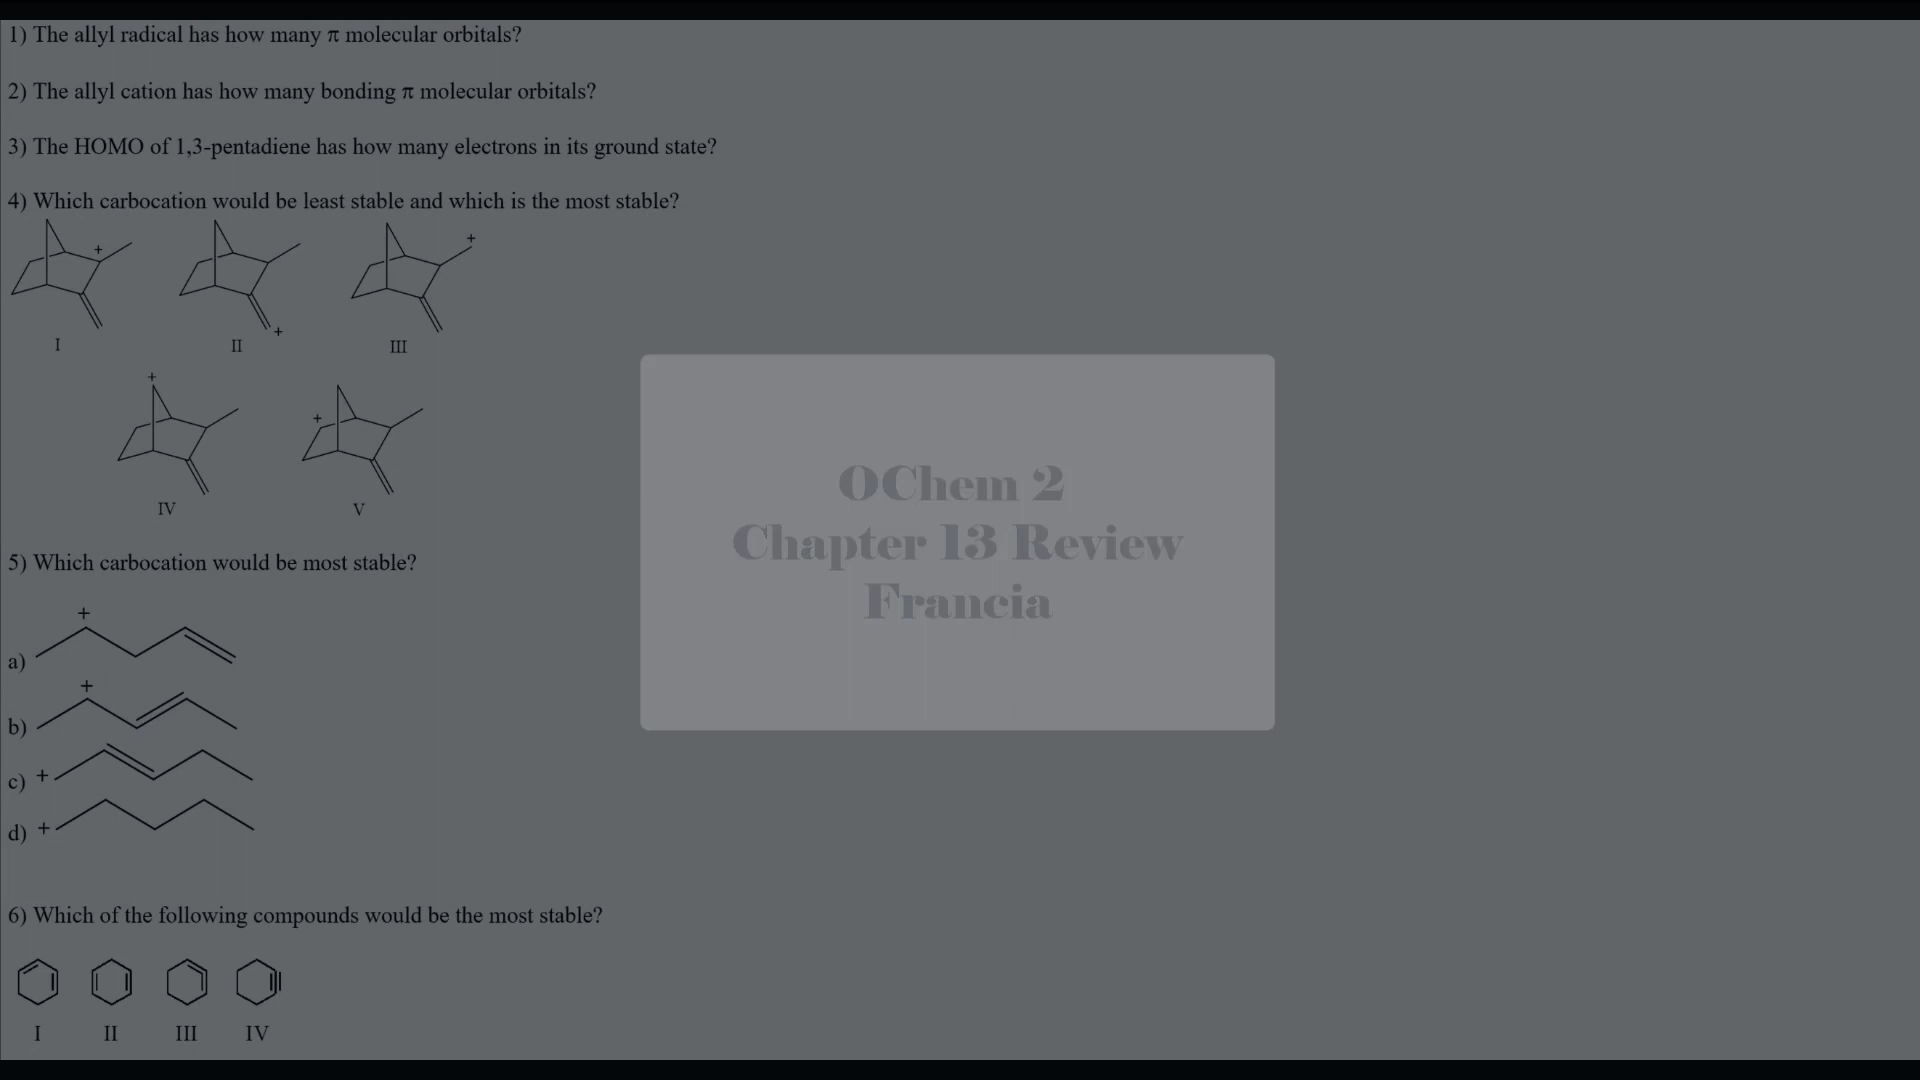 1) The allyl radical has how many π molecular orbitals?
2) The allyl cation has how many bonding π molecular orbitals?
3) The HOMO of 1,3-pentadiene has how many electrons in its ground state?
4) Which carbocation would be least stable and which is the most stable?
+ +
+
I II III
+
+
IV V
OChem 2
Chapter 13 Review
Francia
5) Which carbocation would be most stable?
+
a)
+
b)
c) +
d) +
6) Which of the following compounds would be the most stable?
I II III IV